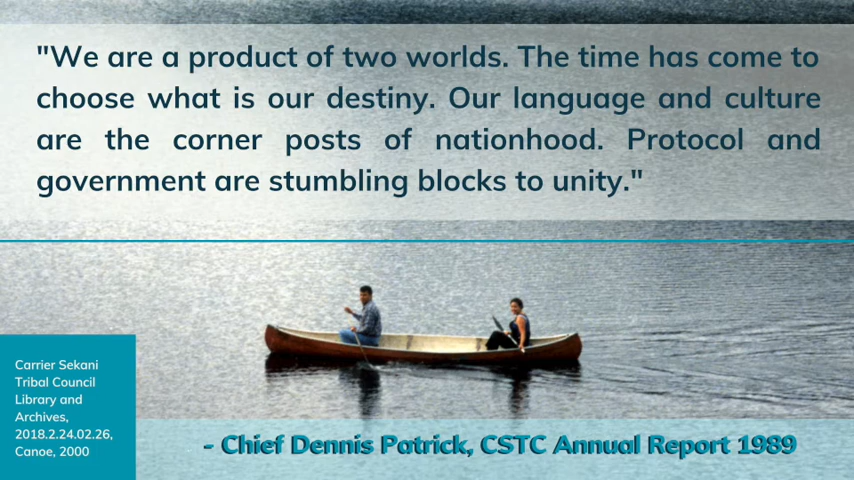 "We are a product of two worlds. The time has come to
choose what is our destiny. Our language and culture
are the corner posts of nationhood. Protocol and
government are stumbling blocks to unity."
Carrier Sekani
Tribal Council
Library and
Archives,
2018.2.24.02.26,
Canoe, 2000
- Chief Dennis Patrick, CSTC Annual Report 1989